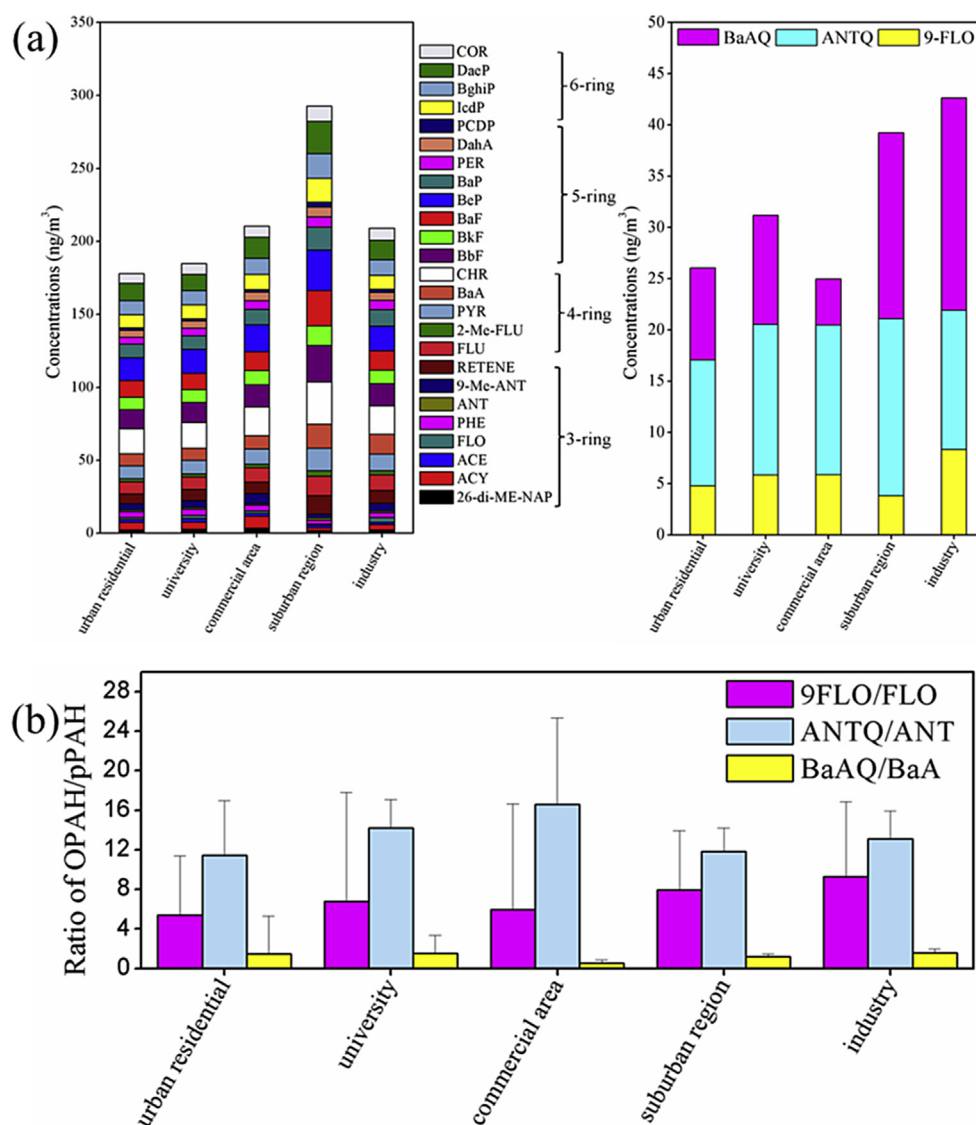 (a)
350
300
250
200
150
100
50
0
Concentrations (ng/m³)
urban residential
university
commercial area
suburban region
industry
COR
DaeP
BghiP
IcdP
PCDP
DahA
PER
BaP
BeP
BaF
BkF
BbF
CHR
BaA
PYR
2-Me-FLU
FLU
RETENE
9-Me-ANT
ANT
PHE
FLO
ACE
ACY
26-di-ME-NAP
6-ring
5-ring
4-ring
3-ring
50
45
40
35
30
25
20
15
10
5
0
Concentrations (ng/m³)
BaAQ ANTQ 9-FLO
urban residential
university
commercial area
suburban region
industry
(b)
28
24
20
16
12
8
4
0
Ratio of OPAH/pPAH
9FLO/FLO
ANTQ/ANT
BaAQ/BaA
urban residential
university
commercial area
suburban region
industry